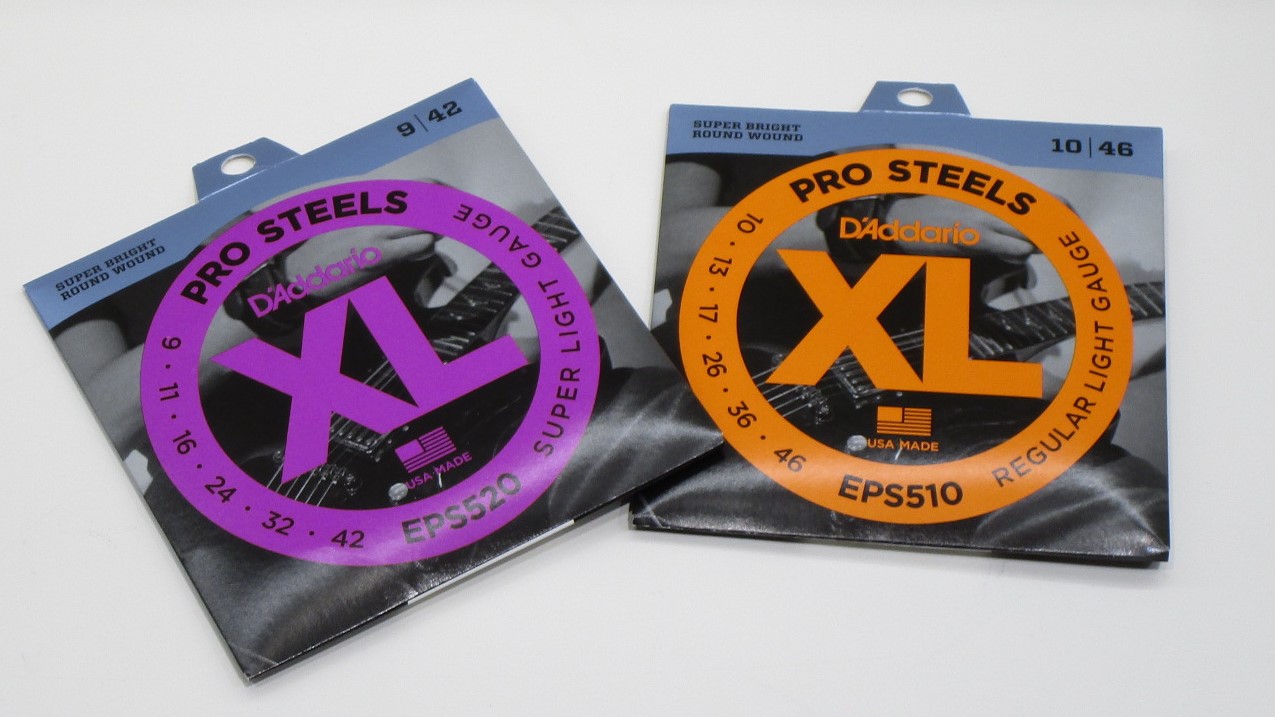 9|42
SUPER BRIGHT
ROUND WOUND
PRO STEELS
D'Addario
XL
USA MADE
9 · 11 · 16 · 24 · 32 · 42
EPS520
SUPER LIGHT GAUGE
SUPER BRIGHT
ROUND WOUND
10|46
PRO STEELS
D'Addario
XL
USA MADE
10 · 13 · 17 · 26 · 36 · 46
EPS510
REGULAR LIGHT GAUGE